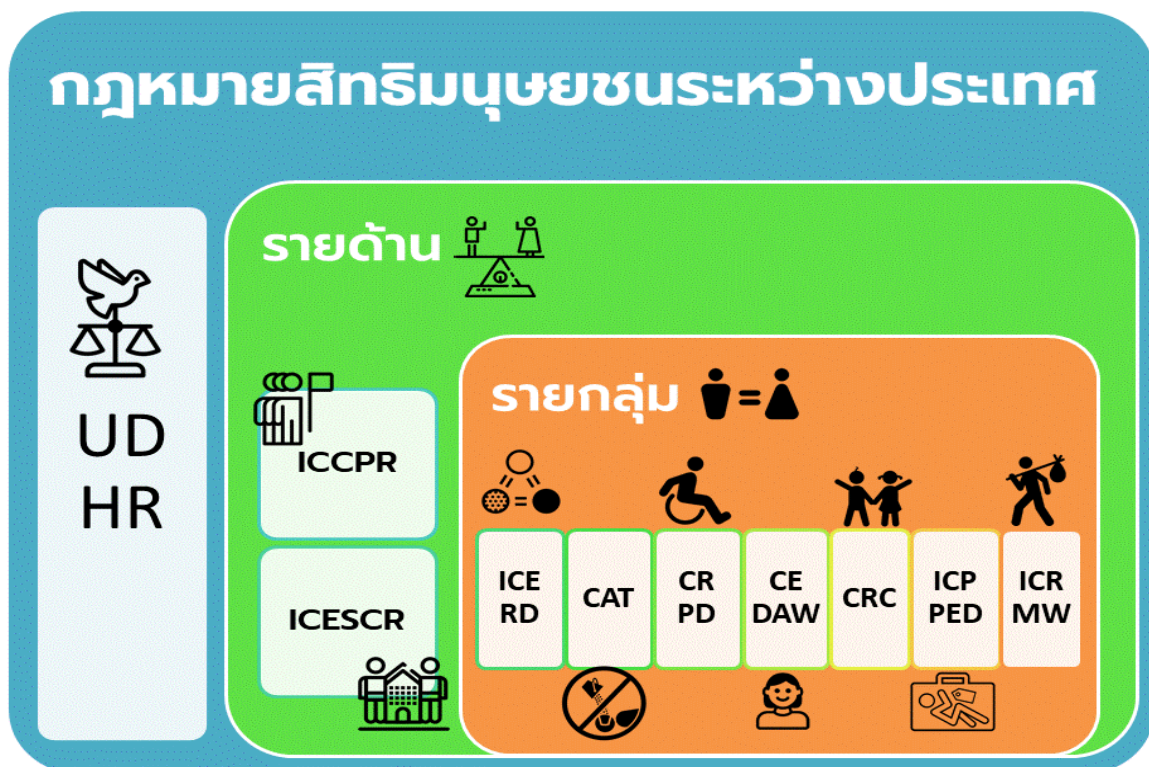 กฎหมายสิทธิมนุษยชนระหว่างประเทศ
UD
HR
รายด้าน
ICCPR
ICESCR
รายกลุ่ม
ICE
RD
CAT
CR
PD
CE
DAW
CRC
ICP
PED
ICR
MW